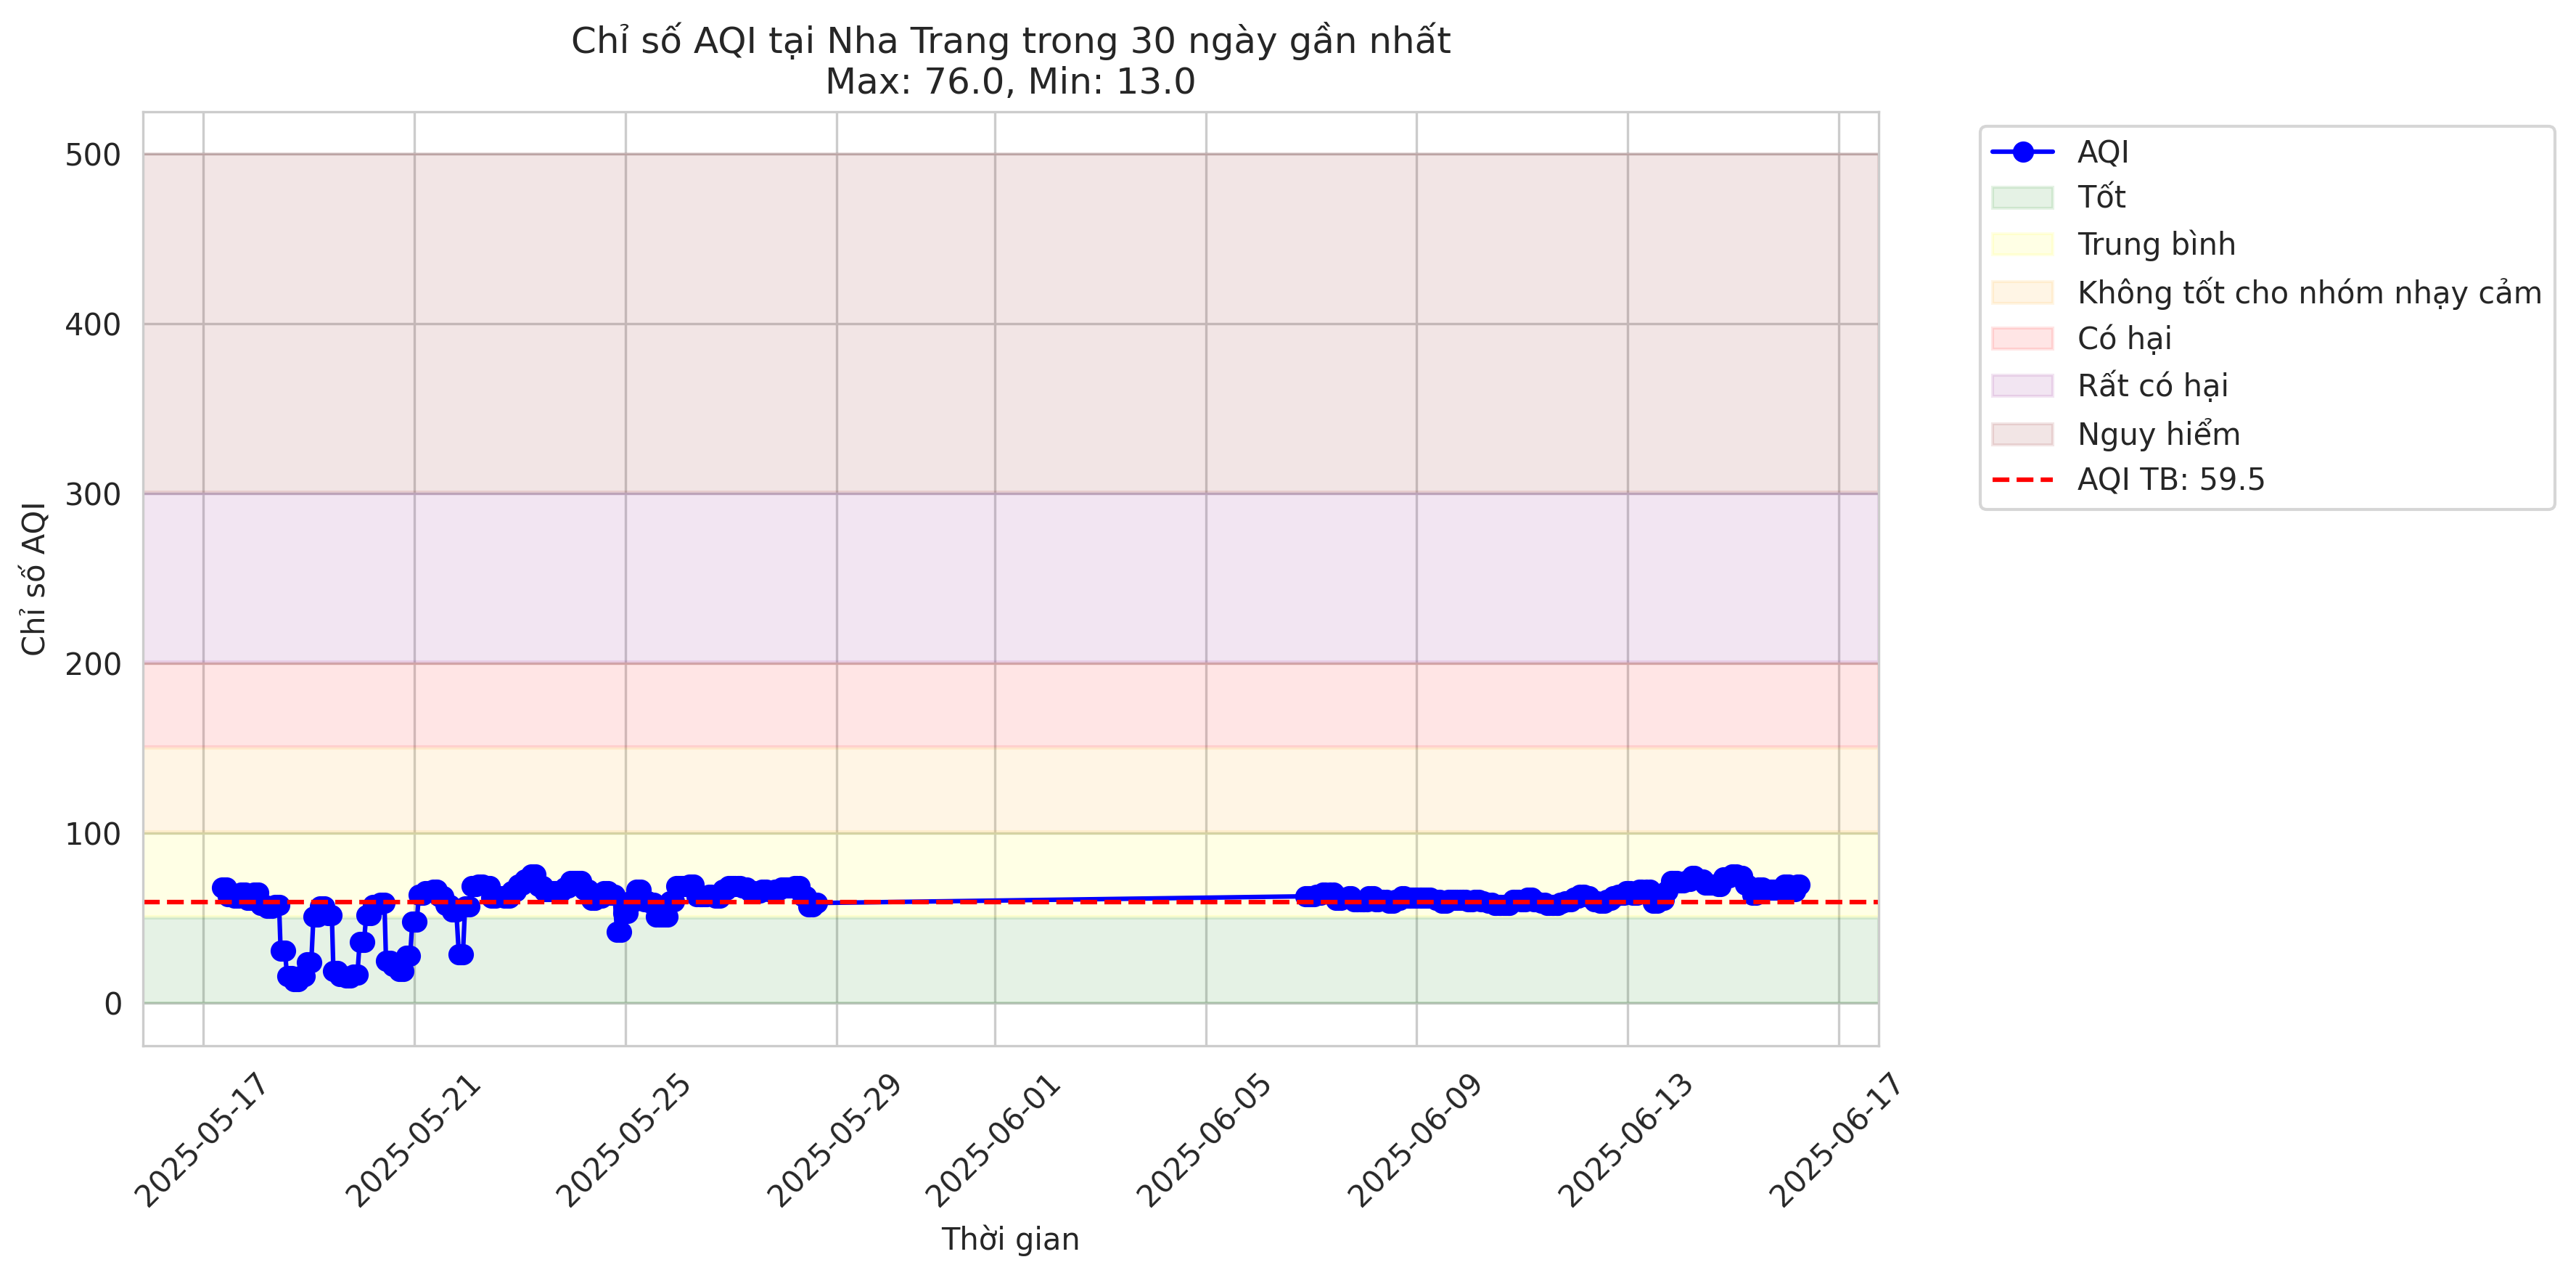 Chỉ số AQI tại Nha Trang trong 30 ngày gần nhất
Max: 76.0, Min: 13.0
Chỉ số AQI
500
400
300
200
100
0
2025-05-17
2025-05-21
2025-05-25
2025-05-29
2025-06-01
2025-06-05
2025-06-09
2025-06-13
2025-06-17
Thời gian
AQI
Tốt
Trung bình
Không tốt cho nhóm nhạy cảm
Có hại
Rất có hại
Nguy hiểm
AQI TB: 59.5